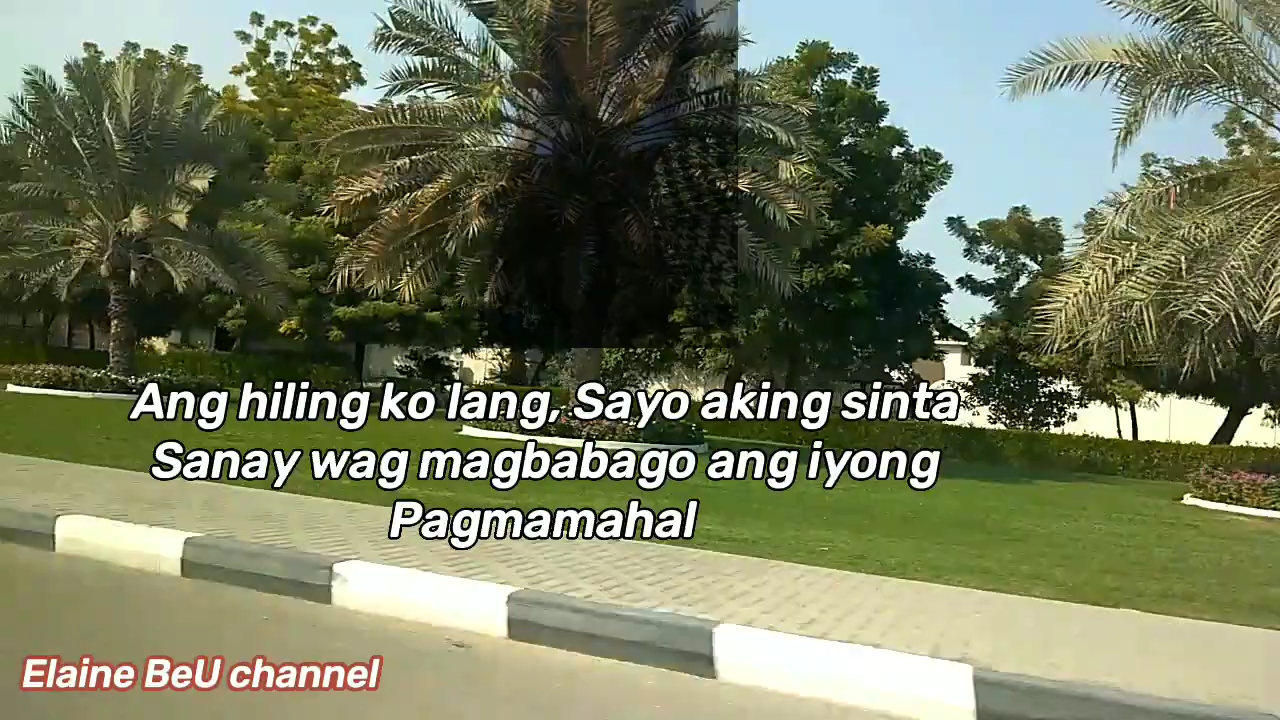 Ang hiling ko lang, Sayo aking sinta
Sanay wag magbabago ang iyong
Pagmamahal
Elaine BeU channel